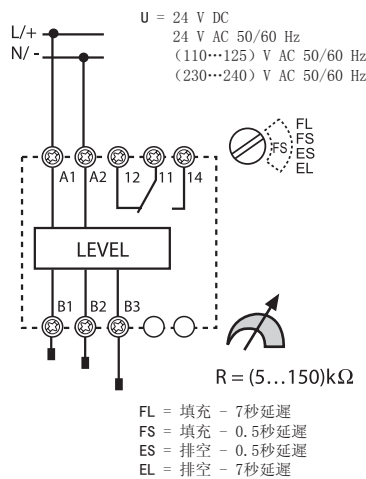 L/+
N/ -
U = 24 V DC
24 V AC 50/60 Hz
(110⋯125) V AC 50/60 Hz
(230⋯240) V AC 50/60 Hz
FL
FS
ES
EL
FS
A1 A2 12 11 14
LEVEL
B1 B2 B3
R = (5...150)kΩ
FL = 填充 - 7秒延遲
FS = 填充 - 0.5秒延遲
ES = 排空 - 0.5秒延遲
EL = 排空 - 7秒延遲